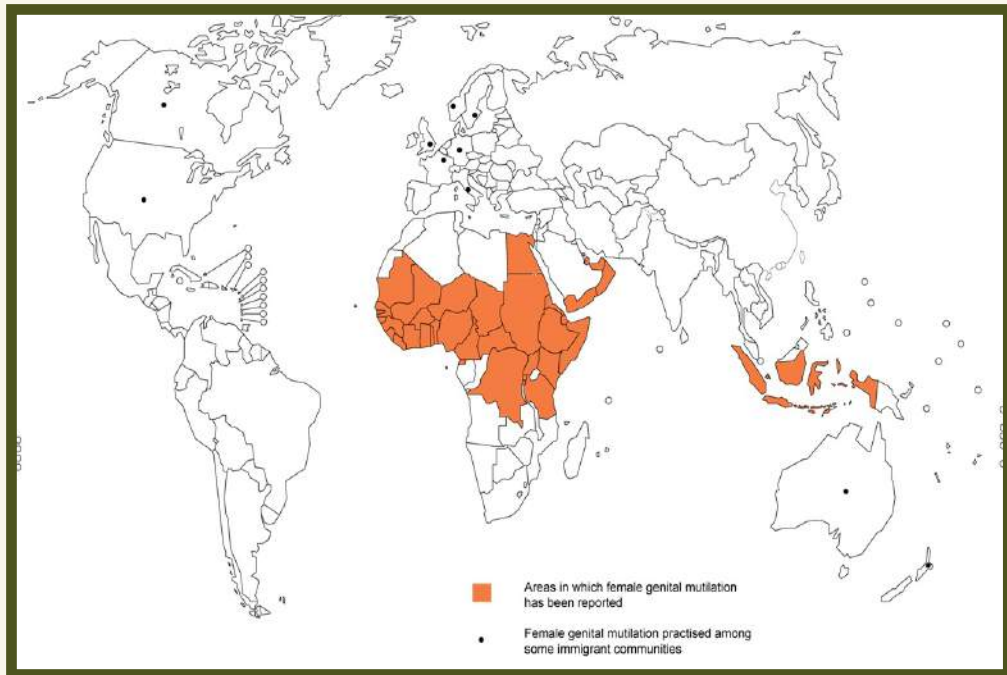 Areas in which female genital mutilation
has been reported
Female genital mutilation practised among
some immigrant communities